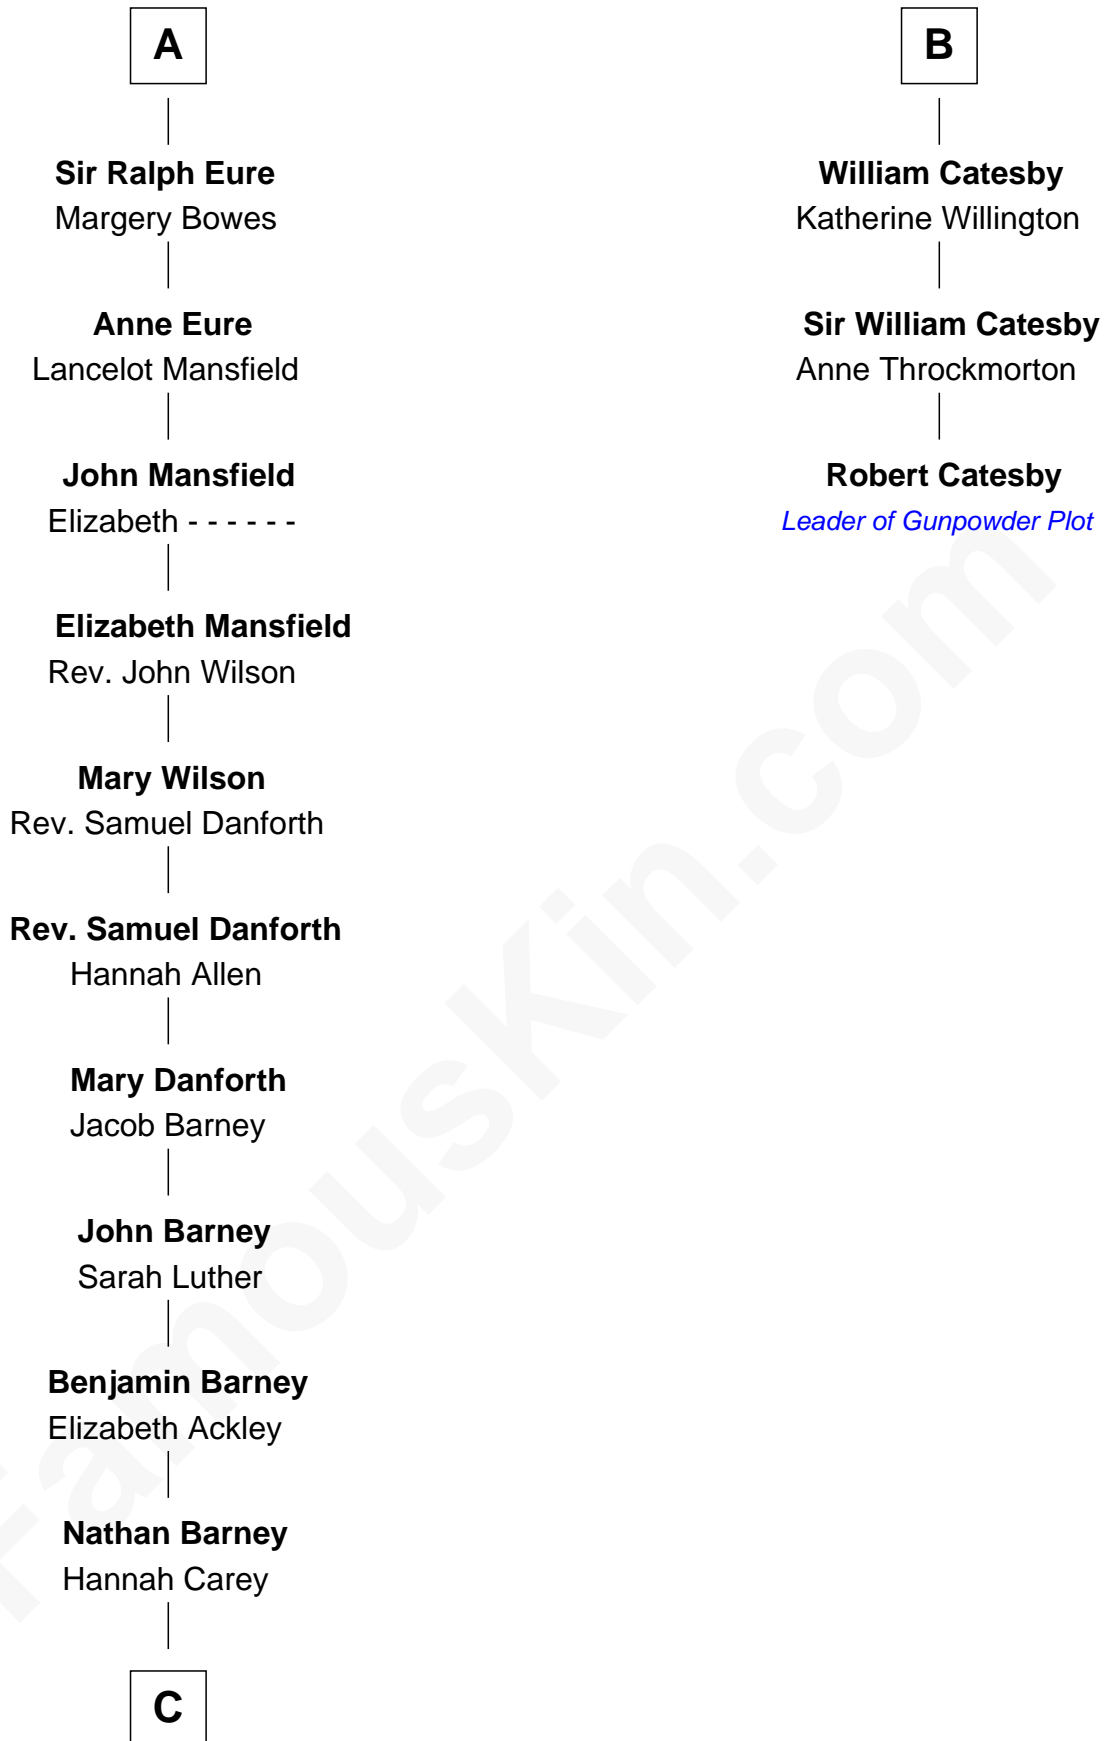 A
Sir Ralph Eure
Margery Bowes
Anne Eure
Lancelot Mansfield
John Mansfield
Elizabeth - - - - - -
Elizabeth Mansfield
Rev. John Wilson
Mary Wilson
Rev. Samuel Danforth
Rev. Samuel Danforth
Hannah Allen
Mary Danforth
Jacob Barney
John Barney
Sarah Luther
Benjamin Barney
Elizabeth Ackley
Nathan Barney
Hannah Carey
C
B
William Catesby
Katherine Willington
Sir William Catesby
Anne Throckmorton
Robert Catesby
Leader of Gunpowder Plot
FamousKin.com